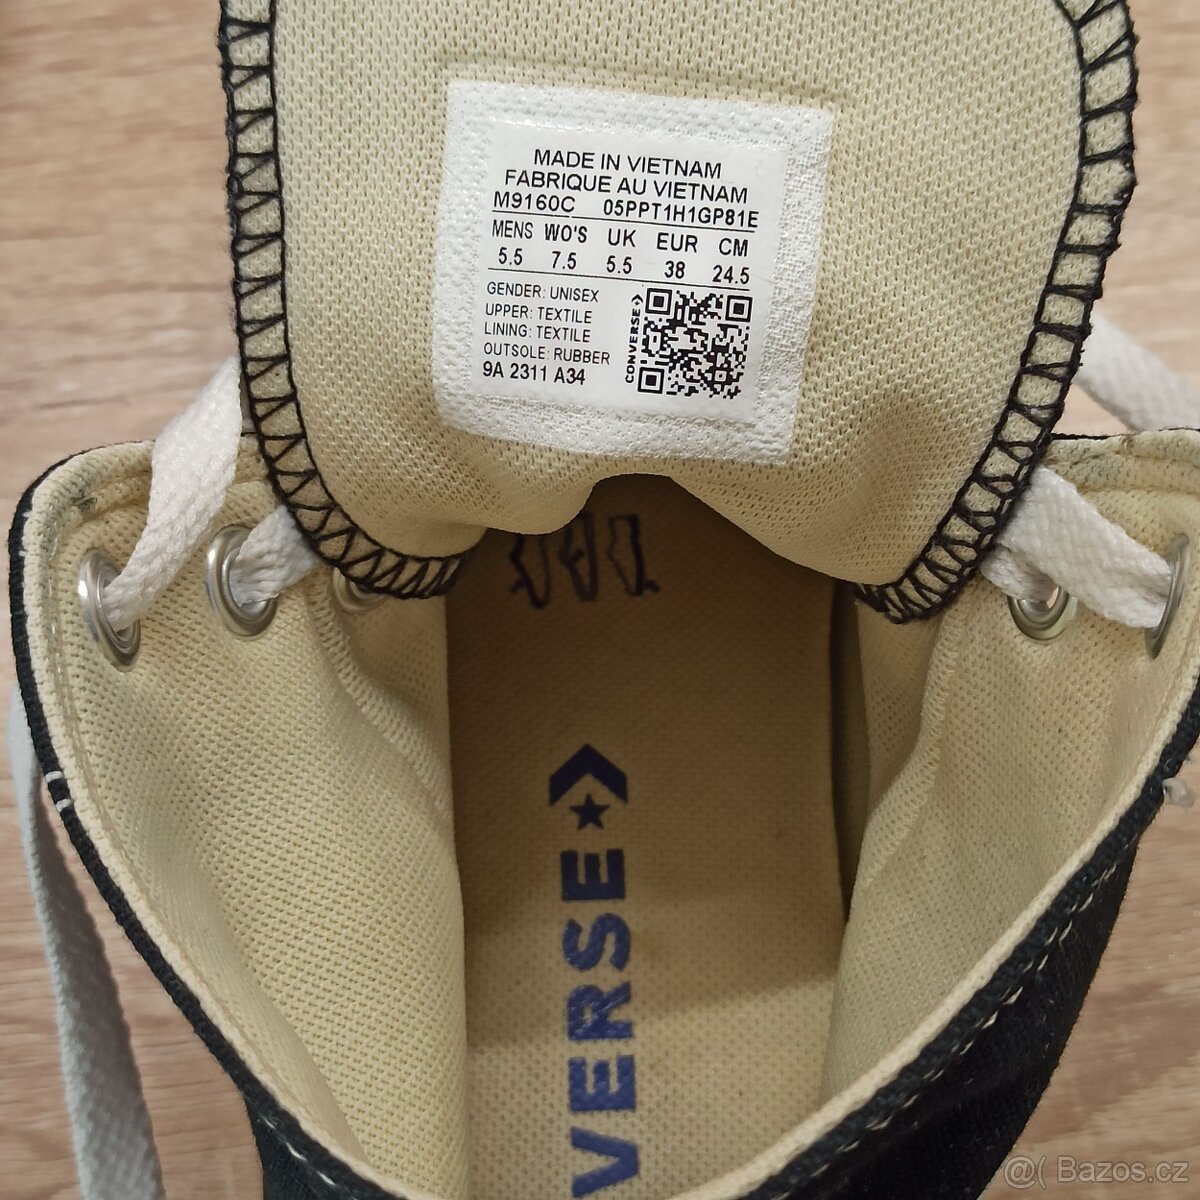 MADE IN VIETNAM
FABRIQUE AU VIETNAM
M9160C 05PPT1H1GP81E
MENS WO'S UK EUR CM
5.5 7.5 5.5 38 24.5
GENDER: UNISEX
UPPER: TEXTILE
LINING: TEXTILE
OUTSOLE: RUBBER
9A 2311 A34
CONVERSE
VERSE
@( Bazos.cz